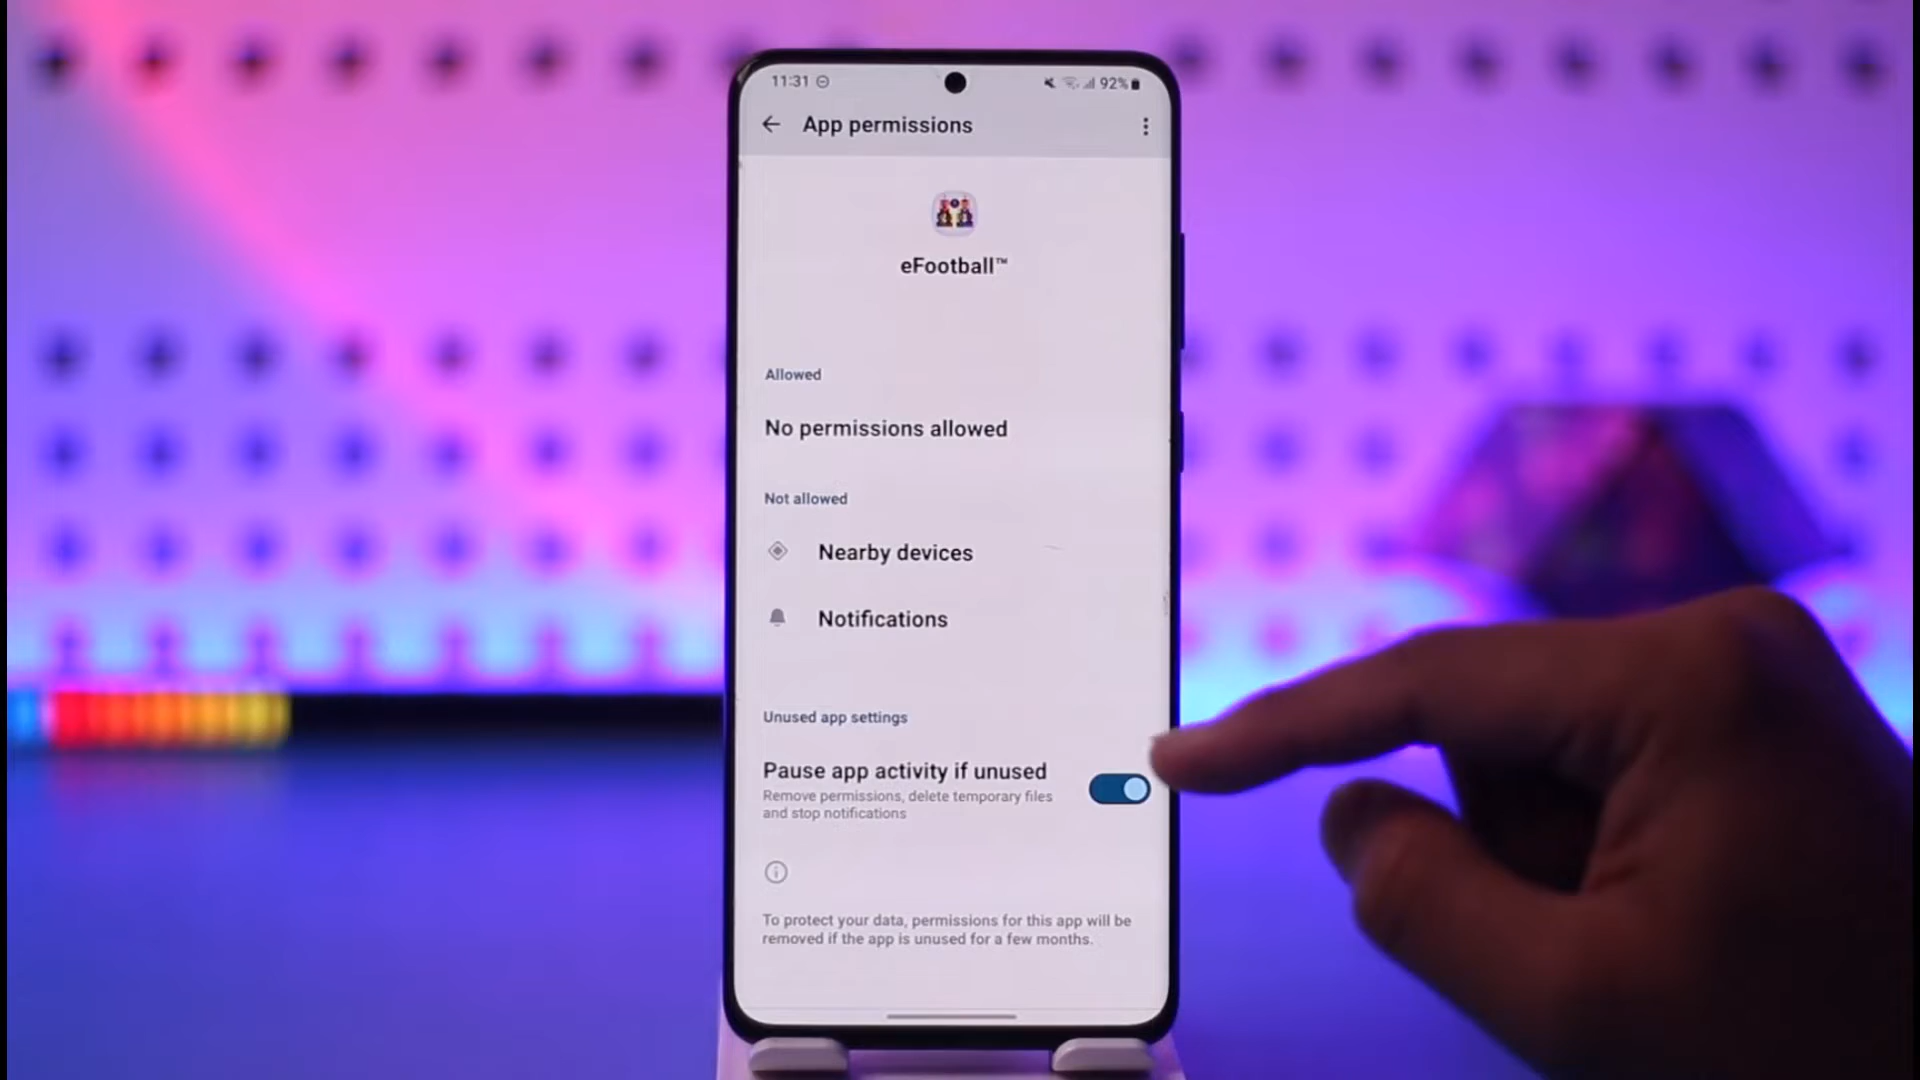 11:31
92%
App permissions
eFootball™
Allowed
No permissions allowed
Not allowed
Nearby devices
Notifications
Unused app settings
Pause app activity if unused
Remove permissions, delete temporary files
and stop notifications
To protect your data, permissions for this app will be
removed if the app is unused for a few months.